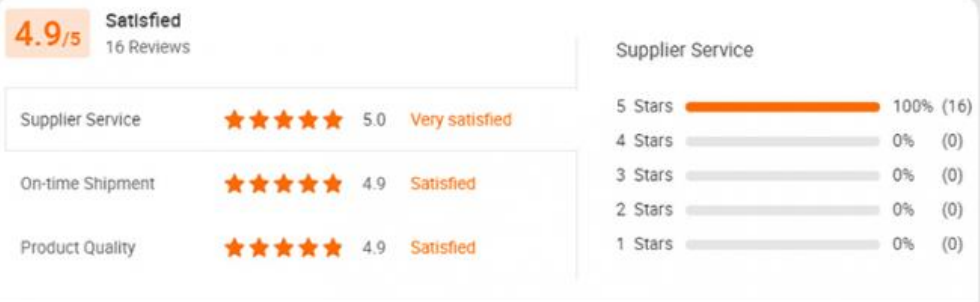 4.9/5
Satisfied
16 Reviews
Supplier Service 5.0 Very satisfied
On-time Shipment 4.9 Satisfied
Product Quality 4.9 Satisfied
Supplier Service
5 Stars 100% (16)
4 Stars 0% (0)
3 Stars 0% (0)
2 Stars 0% (0)
1 Stars 0% (0)